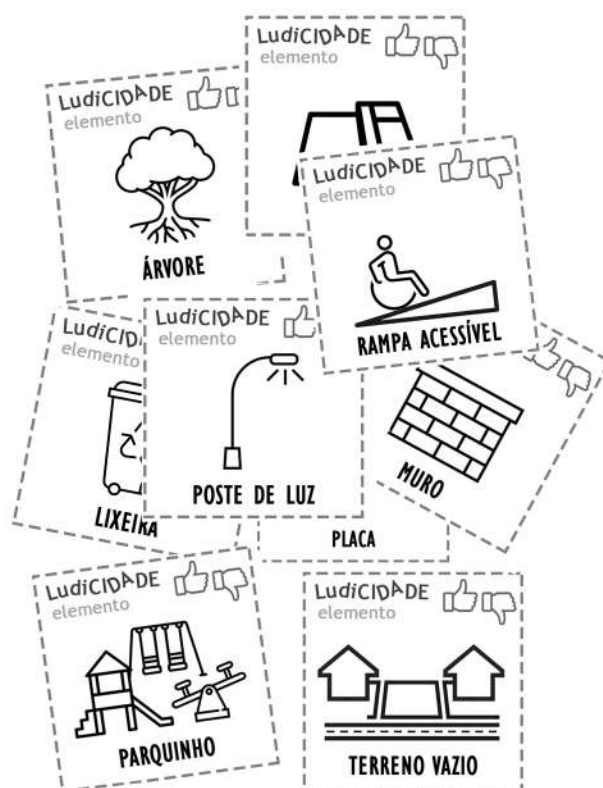 LudiCIDADE
elemento
LudiCIDADE
elemento
ÁRVORE
LudiCIDADE
elemento
RAMPA ACESSÍVEL
LudiCIDADE
elemento
LIXEIRA
LudiCIDADE
elemento
POSTE DE LUZ
MURO
PLACA
LudiCIDADE
elemento
PARQUINHO
LudiCIDADE
elemento
TERRENO VAZIO